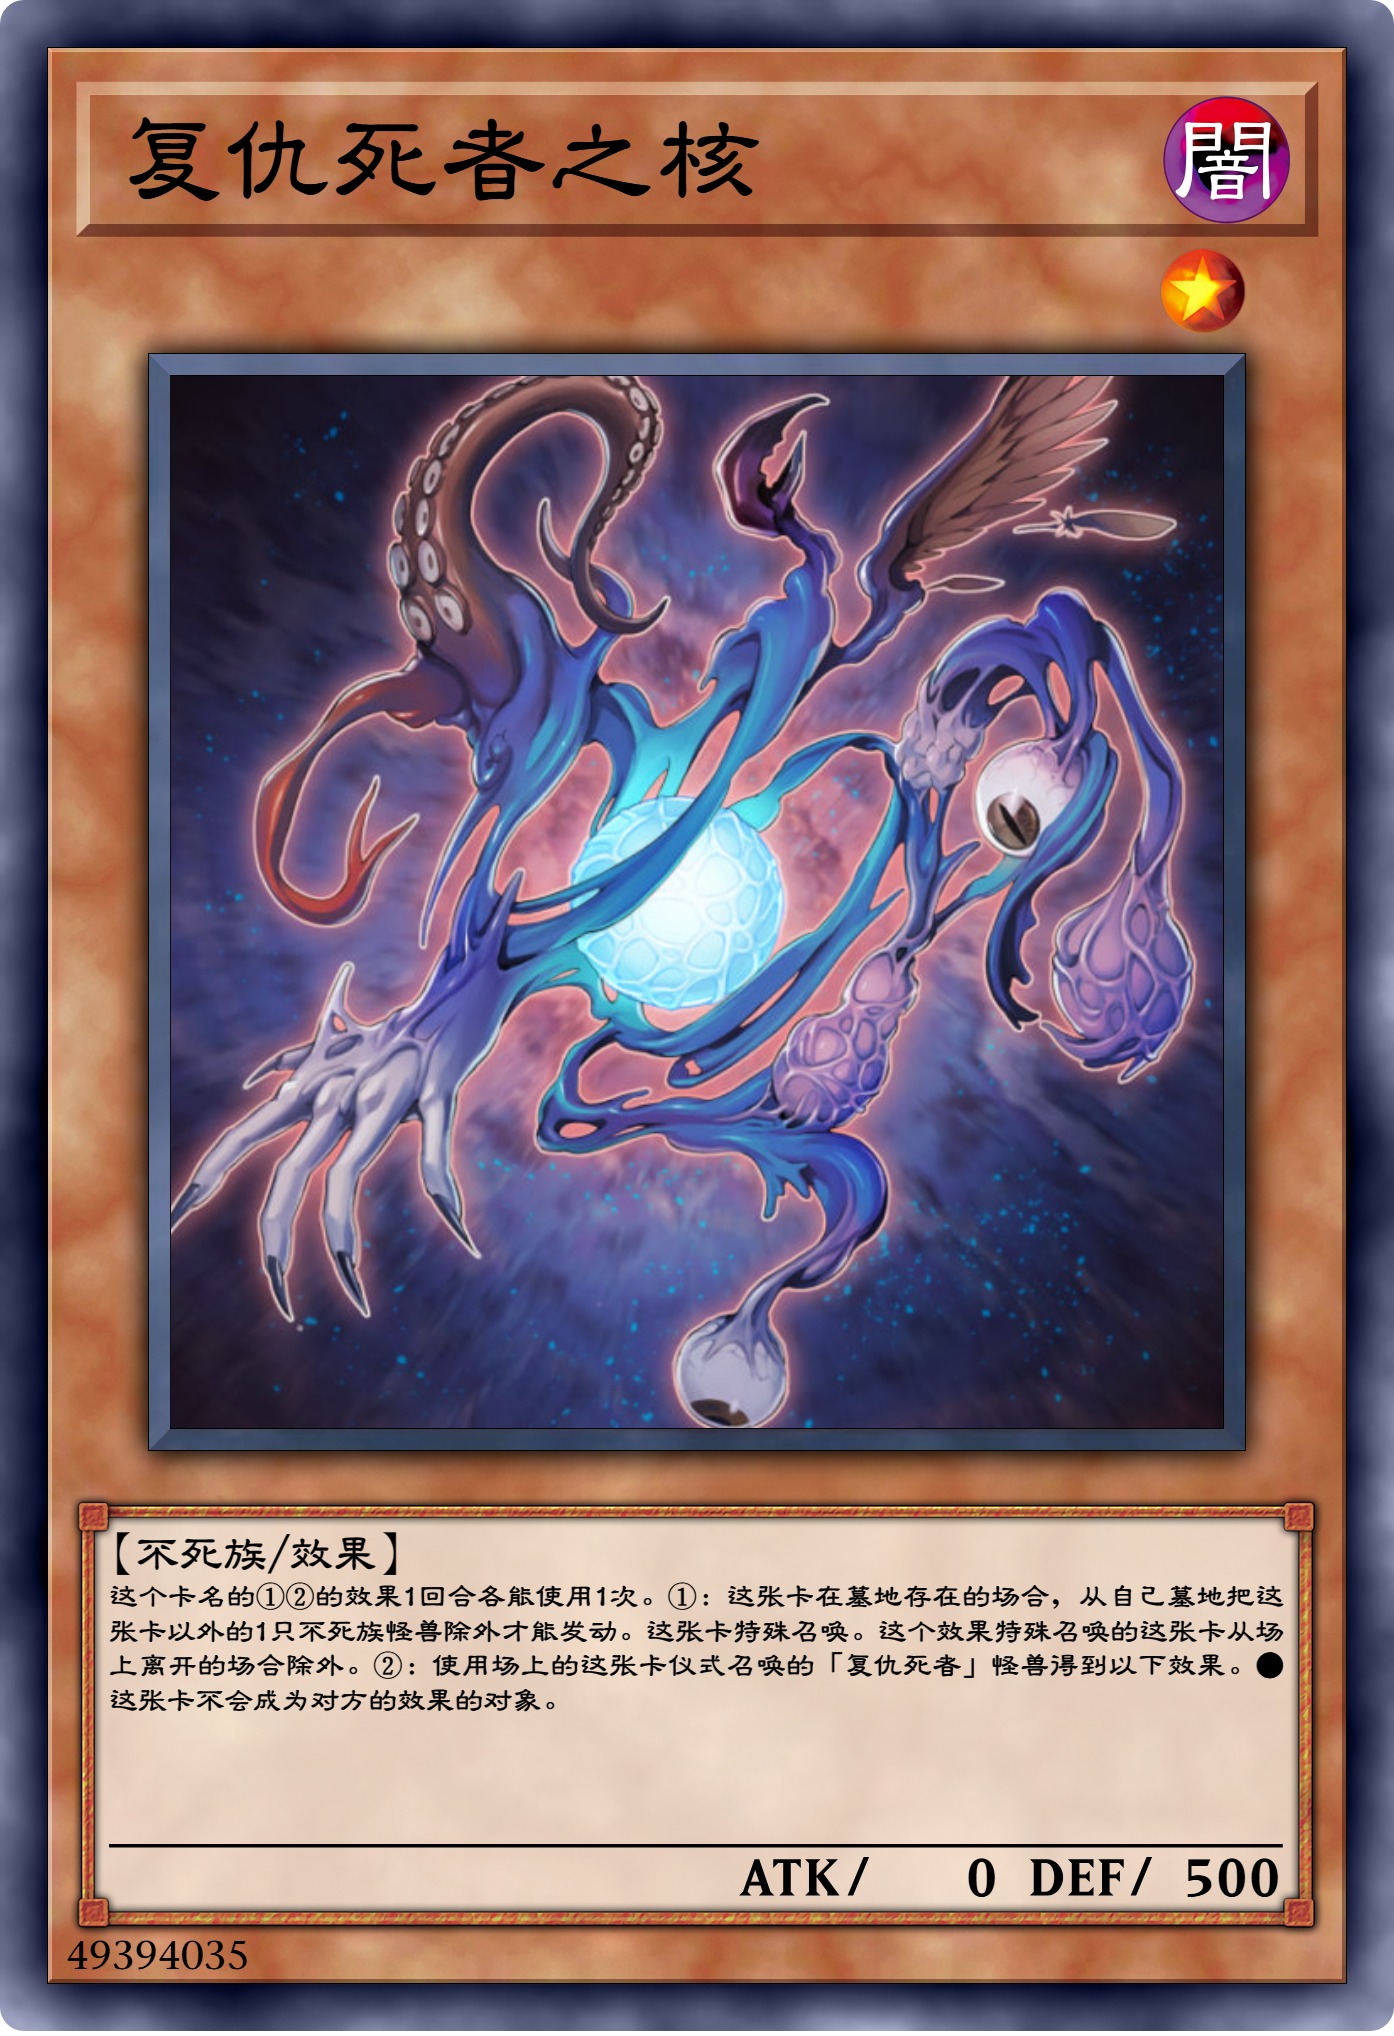 复仇死者之核
闇
【不死族/效果】
这个卡名的①②的效果1回合各能使用1次。①：这张卡在墓地存在的场合，从自己墓地把这
张卡以外的1只不死族怪兽除外才能发动。这张卡特殊召唤。这个效果特殊召唤的这张卡从场
上离开的场合除外。②：使用场上的这张卡仪式召唤的「复仇死者」怪兽得到以下效果。●
这张卡不会成为对方的效果的对象。
ATK/ 0 DEF/ 500
49394035